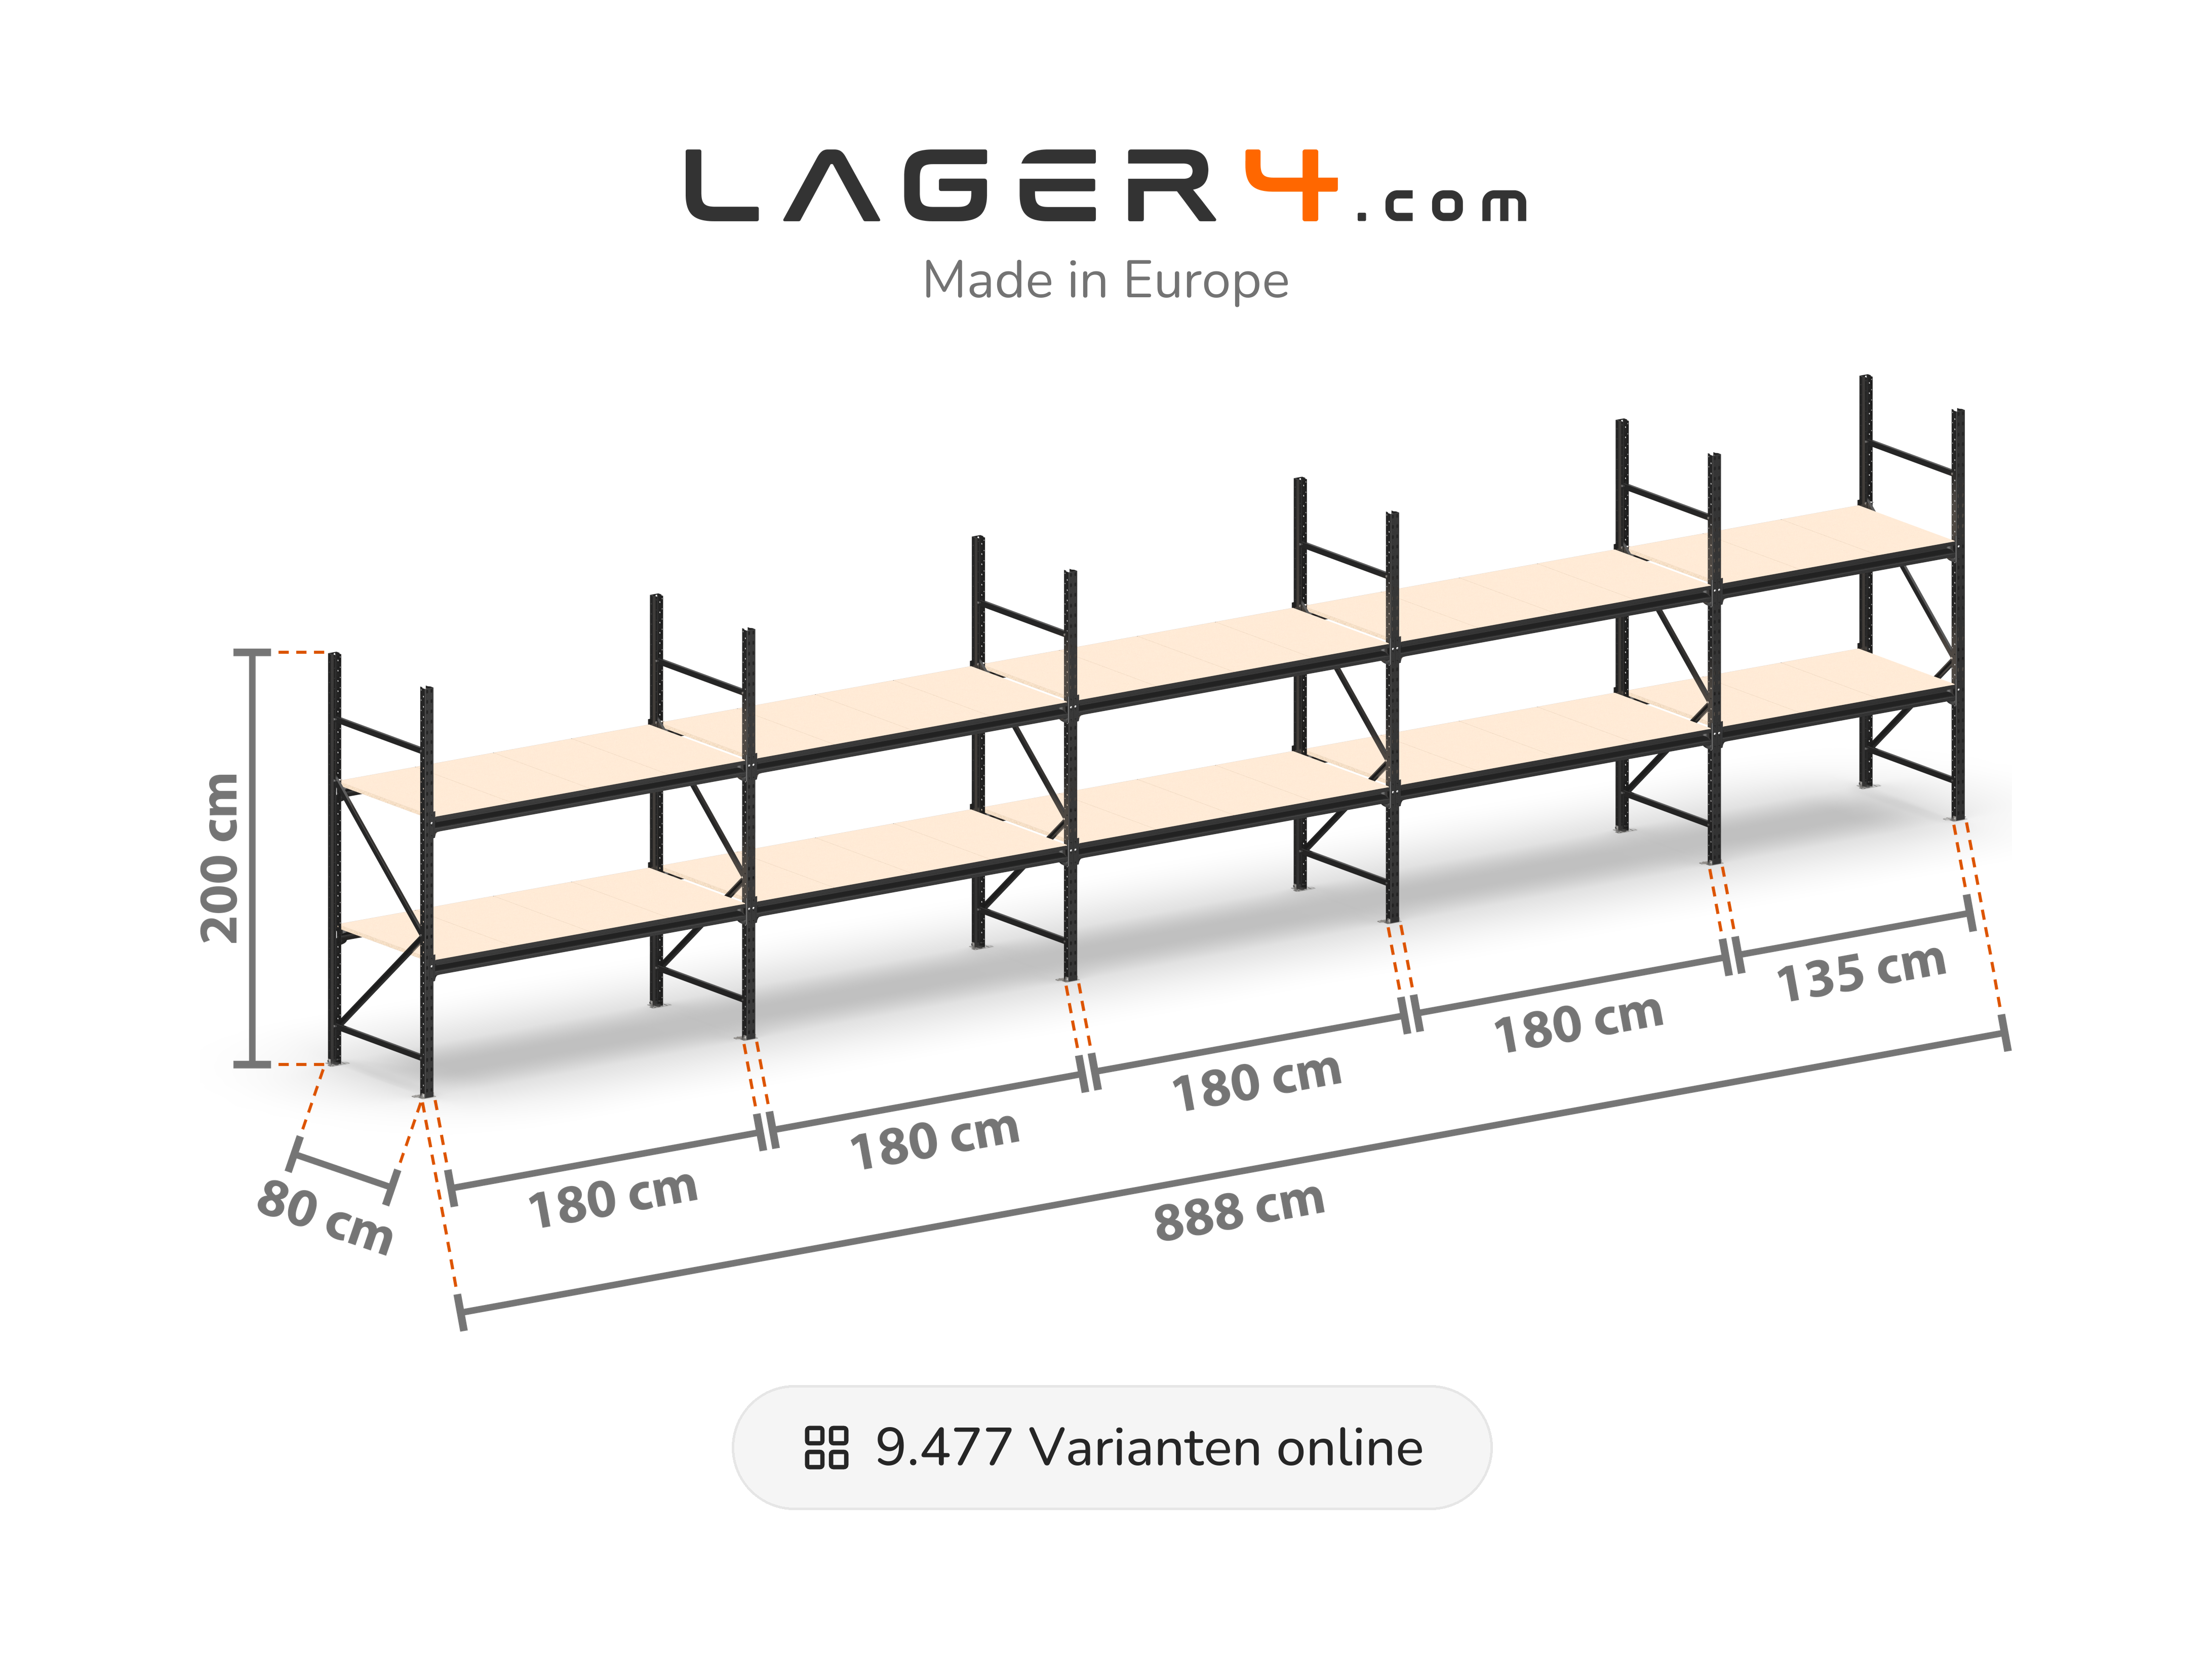 LAGER4.com
Made in Europe
200 cm
80 cm
180 cm
180 cm
180 cm
180 cm
135 cm
888 cm
9.477 Varianten online